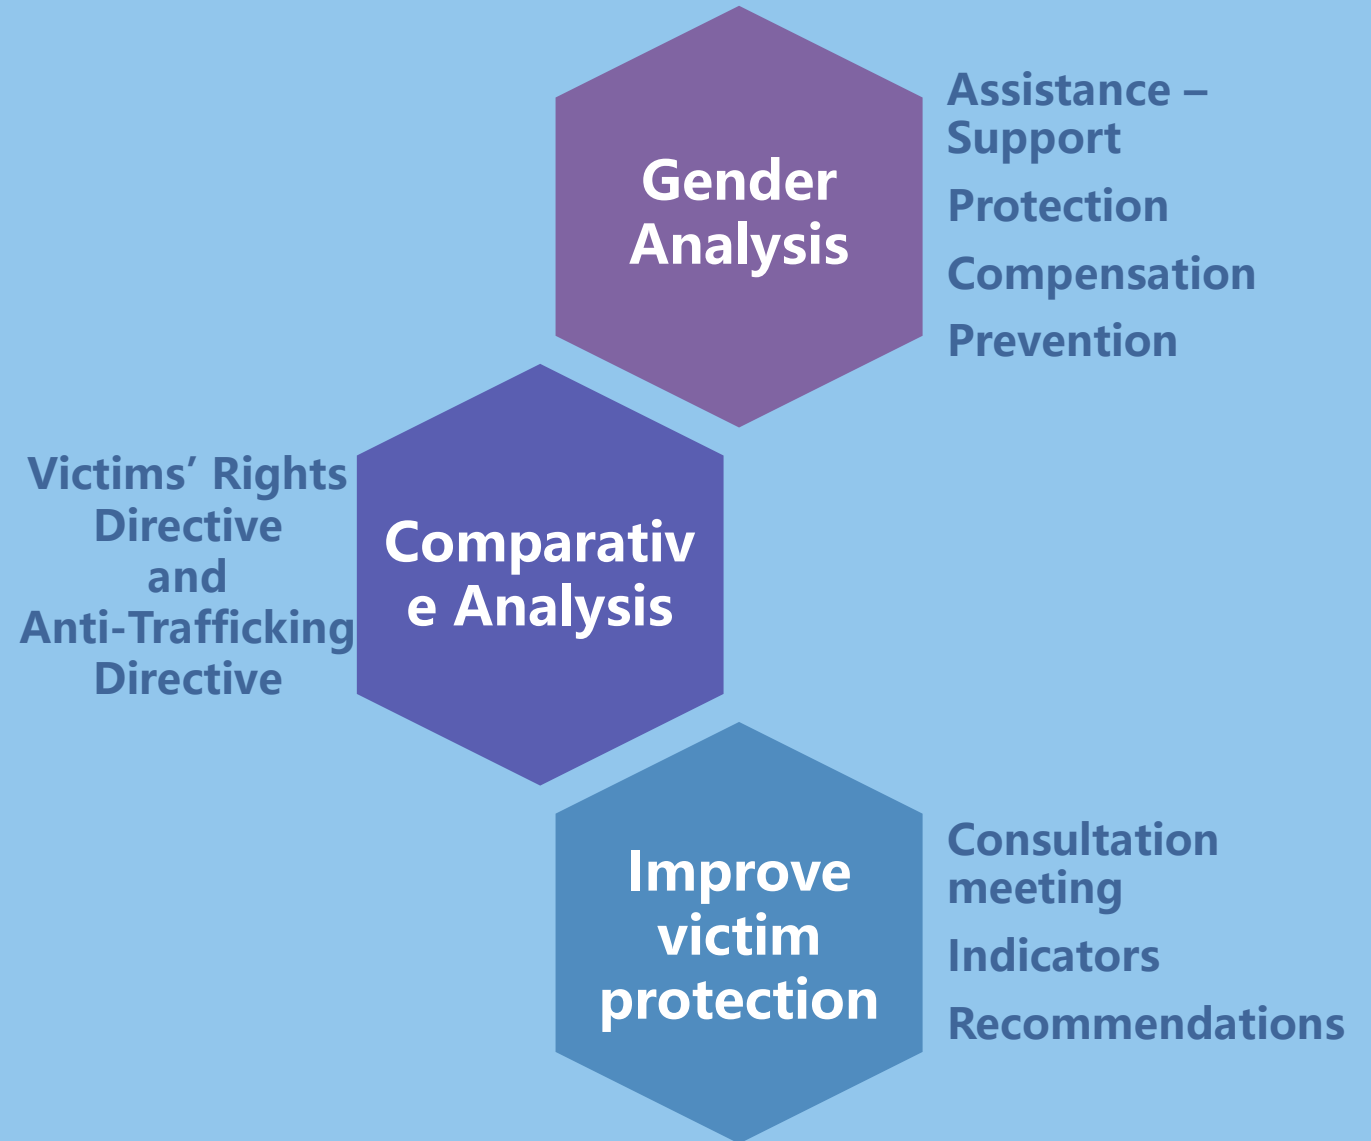 Gender
Analysis
Assistance –
Support
Protection
Compensation
Prevention
Victims’ Rights
Directive
and
Anti-Trafficking
Directive
Comparativ
e Analysis
Improve
victim
protection
Consultation
meeting
Indicators
Recommendations